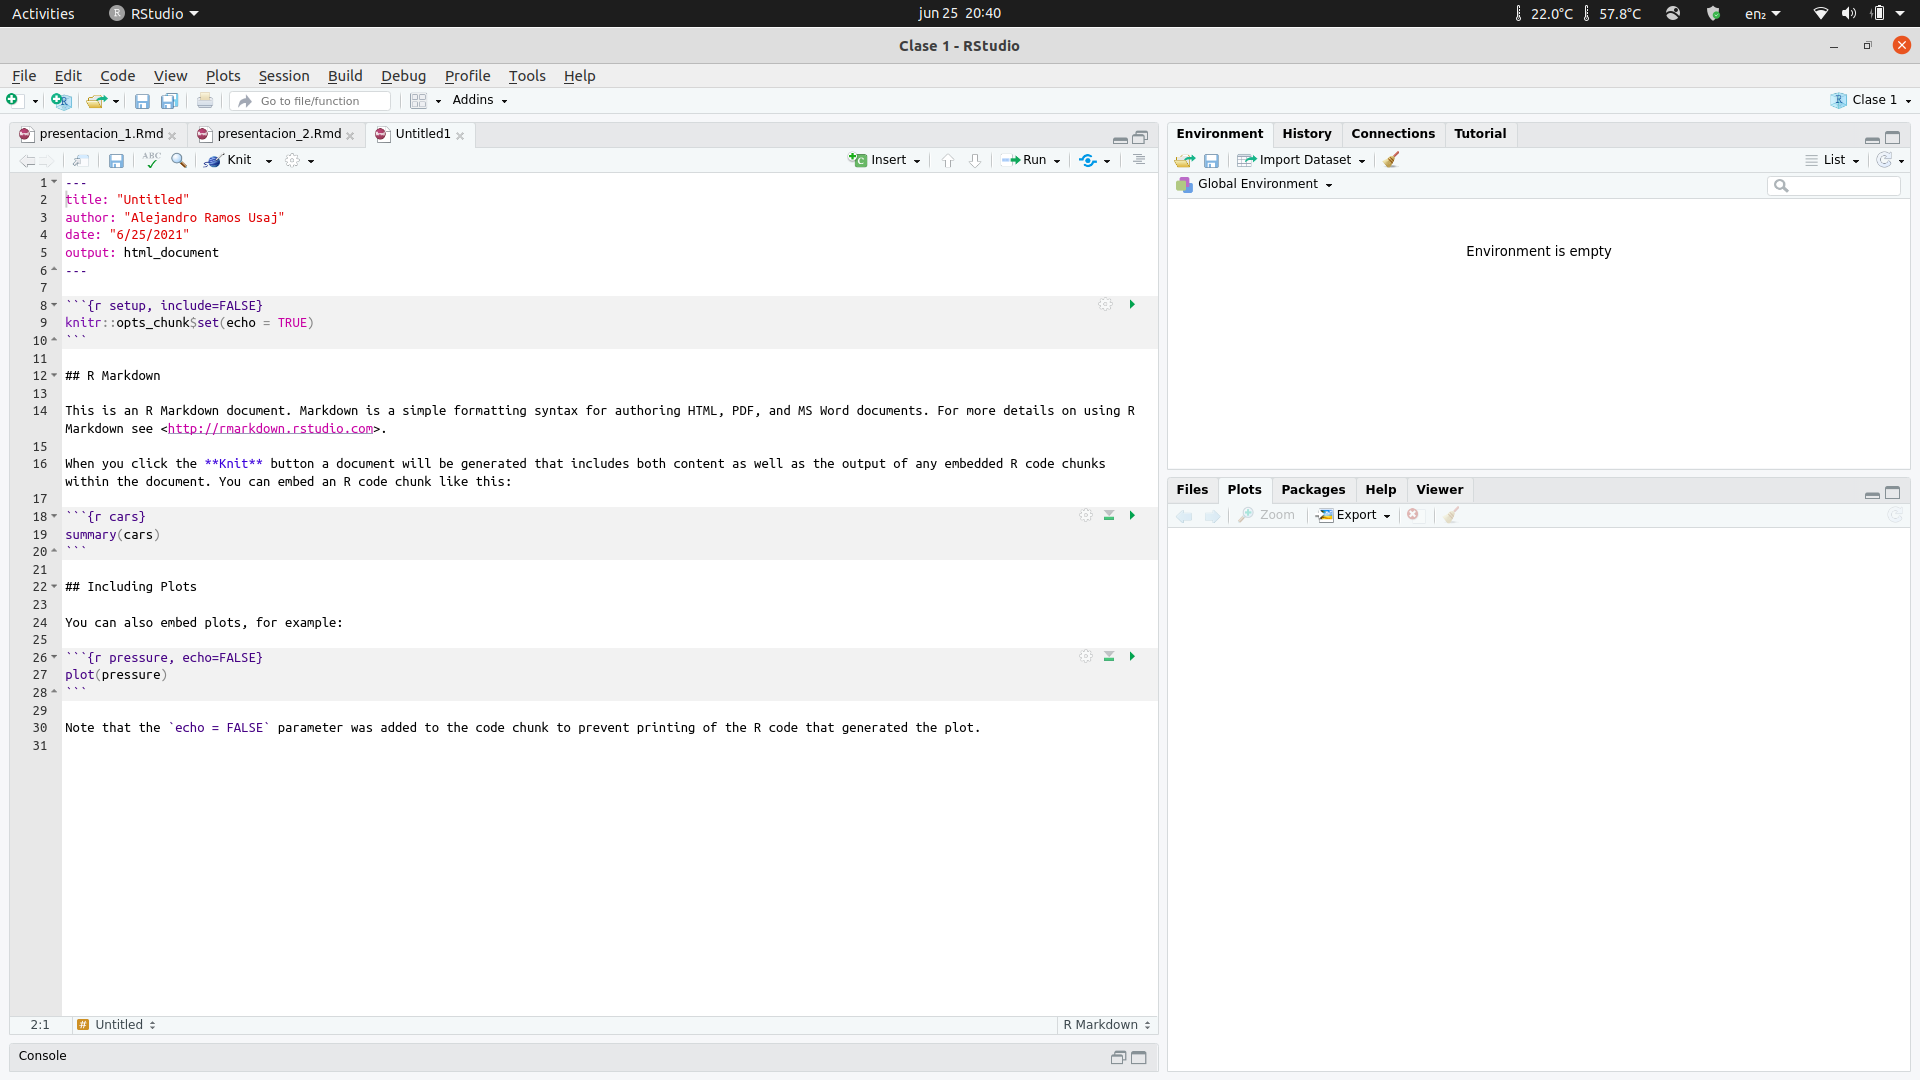 Activities RStudio jun 25 20:40 22.0°C 57.8°C en₂
Clase 1 - RStudio
File Edit Code View Plots Session Build Debug Profile Tools Help
Go to file/function Addins Clase 1
presentacion_1.Rmd presentacion_2.Rmd Untitled1
ABC Knit Insert Run
1 ---
2 title: "Untitled"
3 author: "Alejandro Ramos Usaj"
4 date: "6/25/2021"
5 output: html_document
6 ---
7
8 ```{r setup, include=FALSE}
9 knitr::opts_chunk$set(echo = TRUE)
10 ```
11
12 ## R Markdown
13
14 This is an R Markdown document. Markdown is a simple formatting syntax for authoring HTML, PDF, and MS Word documents. For more details on using R
Markdown see <http://rmarkdown.rstudio.com>.
15
16 When you click the **Knit** button a document will be generated that includes both content as well as the output of any embedded R code chunks
within the document. You can embed an R code chunk like this:
17
18 ```{r cars}
19 summary(cars)
20 ```
21
22 ## Including Plots
23
24 You can also embed plots, for example:
25
26 ```{r pressure, echo=FALSE}
27 plot(pressure)
28 ```
29
30 Note that the `echo = FALSE` parameter was added to the code chunk to prevent printing of the R code that generated the plot.
31
2:1 Untitled R Markdown
Console
Environment History Connections Tutorial
Import Dataset List
Global Environment
Environment is empty
Files Plots Packages Help Viewer
Zoom Export